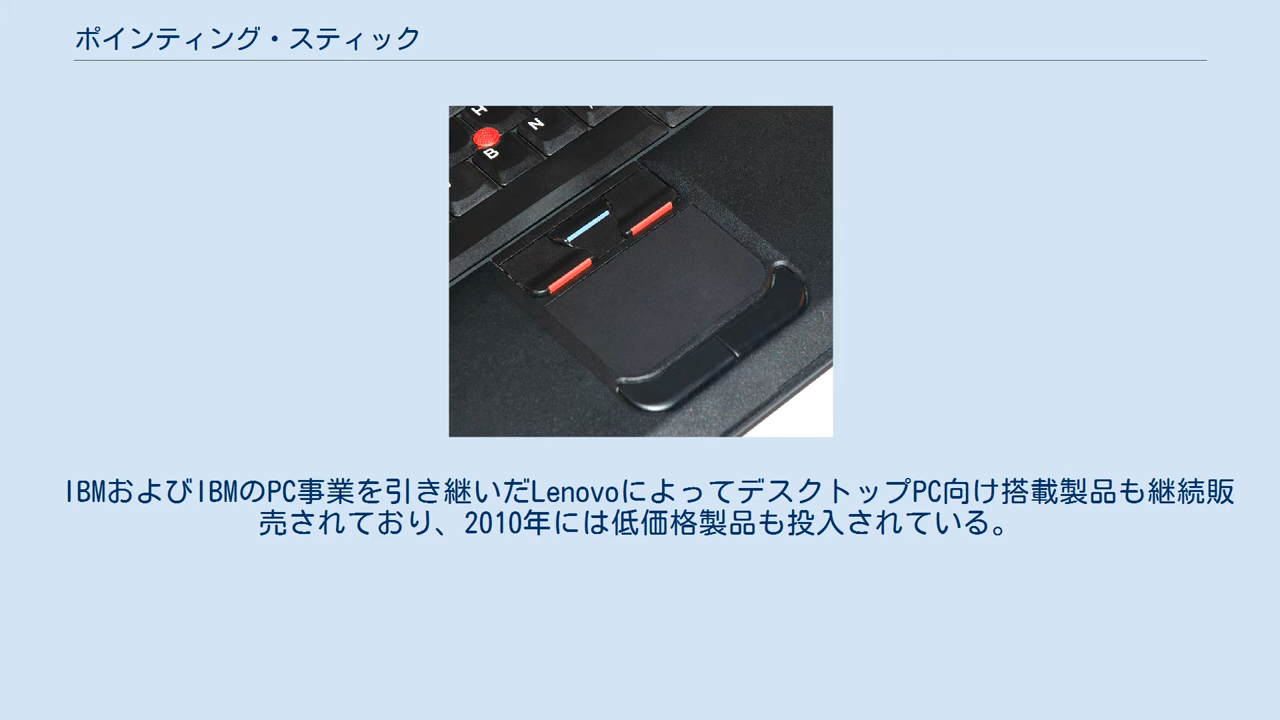 ポインティング・スティック
H
N
B
IBMおよびIBMのPC事業を引き継いだLenovoによってデスクトップPC向け搭載製品も継続販
売されており、2010年には低価格製品も投入されている。